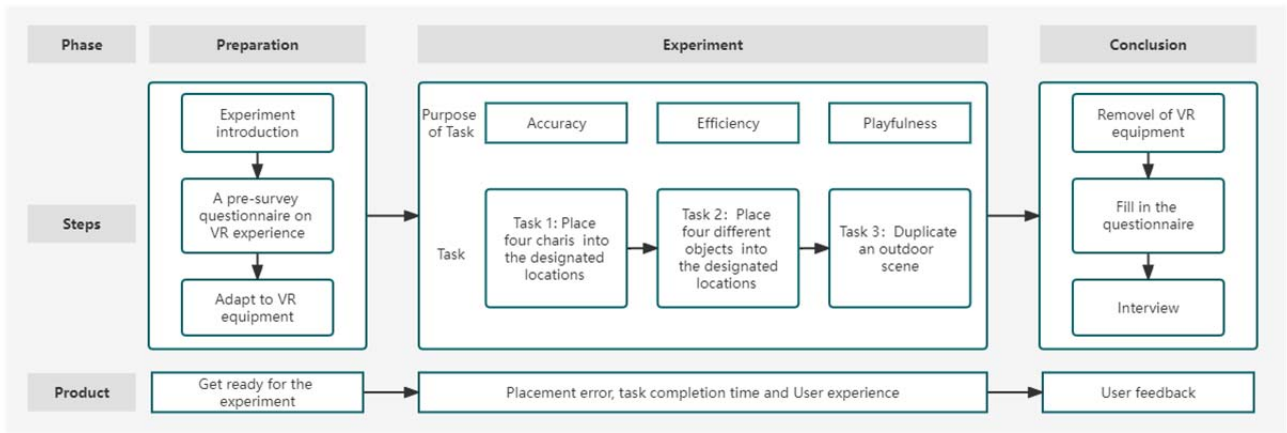 Phase
Preparation
Experiment
Conclusion
Steps
Experiment
introduction
A pre-survey
questionnaire on
VR experience
Adapt to VR
equipment
Purpose
of Task
Accuracy
Efficiency
Playfulness
Task
Task 1: Place
four charis into
the designated
locations
Task 2: Place
four different
objects into
the designated
locations
Task 3: Duplicate
an outdoor
scene
Removel of VR
equipment
Fill in the
questionnaire
Interview
Product
Get ready for the
experiment
Placement error, task completion time and User experience
User feedback